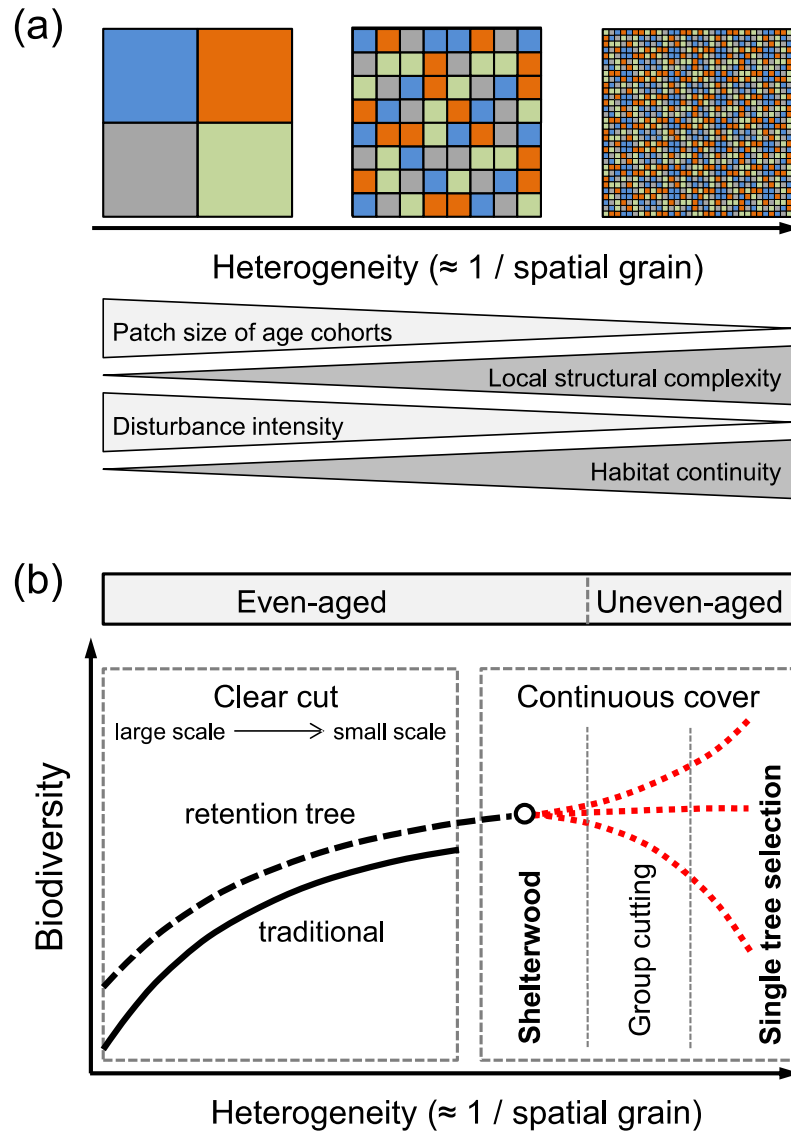 (a)
Heterogeneity (≈ 1 / spatial grain)
Patch size of age cohorts
Local structural complexity
Disturbance intensity
Habitat continuity
(b)
Even-aged
Uneven-aged
Clear cut
large scale
small scale
Continuous cover
retention tree
traditional
Biodiversity
Shelterwood
Group cutting
Single tree selection
Heterogeneity (≈ 1 / spatial grain)